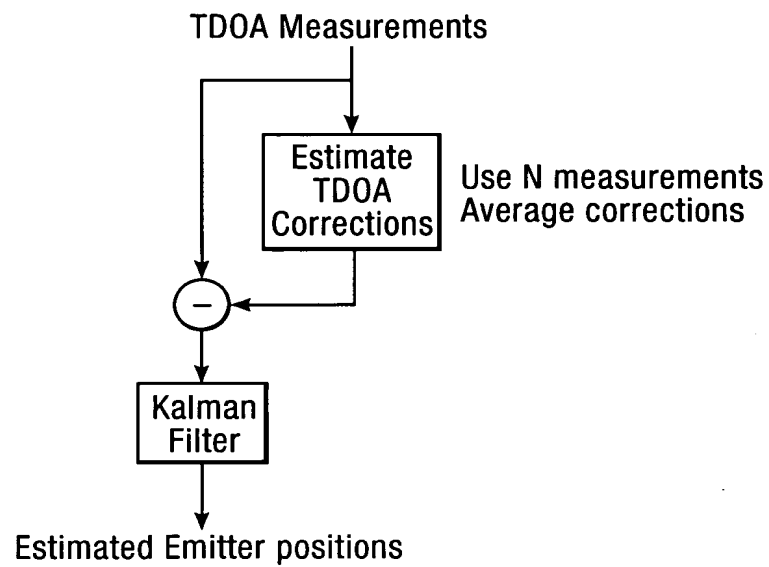 TDOA Measurements
Estimate
TDOA
Corrections
Use N measurements
Average corrections
−
Kalman
Filter
Estimated Emitter positions